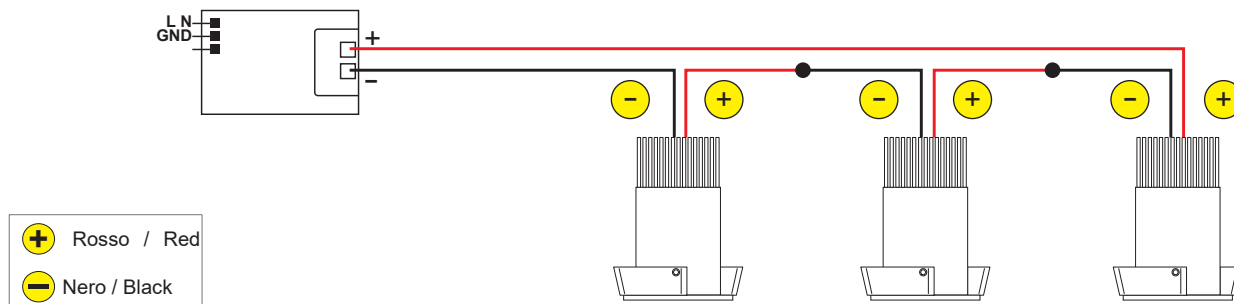 L N
GND
+
−
− + − + − +
+ Rosso / Red
− Nero / Black